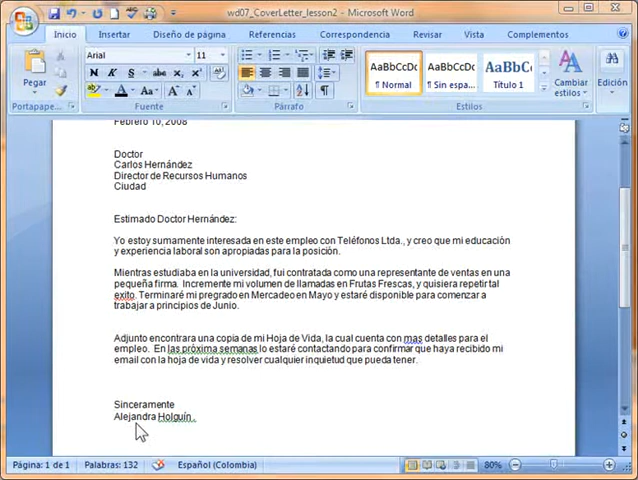 wd07_CoverLetter_lesson2 - Microsoft Word
Inicio Insertar Diseño de página Referencias Correspondencia Revisar Vista Complementos
Arial 11
AaBbCcDc AaBbCcDc AaBbC
Pegar
N K S abc x₂ x² Aa
¶ Normal ¶ Sin espa... Título 1
Cambiar estilos
Edición
Portapape... Fuente Párrafo Estilos
Febrero 10, 2008
Doctor
Carlos Hernández
Director de Recursos Humanos
Ciudad
Estimado Doctor Hernández:
Yo estoy sumamente interesada en este empleo con Teléfonos Ltda., y creo que mi educación
y experiencia laboral son apropiadas para la posición.
Mientras estudiaba en la universidad, fui contratada como una representante de ventas en una
pequeña firma. Incremente mi volumen de llamadas en Frutas Frescas, y quisiera repetir tal
exito. Terminaré mi pregrado en Mercadeo en Mayo y estaré disponible para comenzar a
trabajar a principios de Junio.
Adjunto encontrara una copia de mi Hoja de Vida, la cual cuenta con mas detalles para el
empleo. En las próxima semanas lo estaré contactando para confirmar que haya recibido mi
email con la hoja de vida y resolver cualquier inquietud que pueda tener.
Sinceramente
Alejandra Holguín .
Página: 1 de 1 Palabras: 132 Español (Colombia) 80%